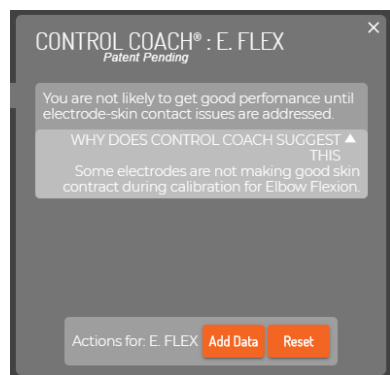 CONTROL COACH® : E. FLEX
Patent Pending
×
You are not likely to get good perfomance until
electrode-skin contact issues are addressed.
WHY DOES CONTROL COACH SUGGEST ▲
THIS
Some electrodes are not making good skin
contract during calibration for Elbow Flexion.
Actions for: E. FLEX Add Data Reset